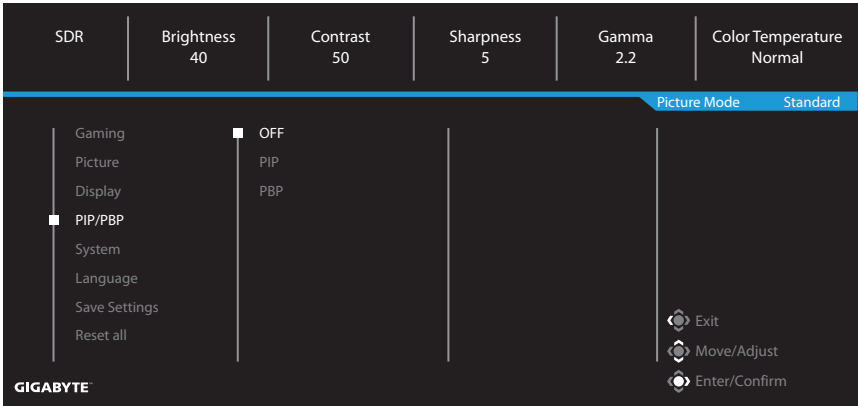 SDR
Brightness
40
Contrast
50
Sharpness
5
Gamma
2.2
Color Temperature
Normal
Picture Mode Standard
Gaming
Picture
Display
PIP/PBP
System
Language
Save Settings
Reset all
OFF
PIP
PBP
Exit
Move/Adjust
Enter/Confirm
GIGABYTE™